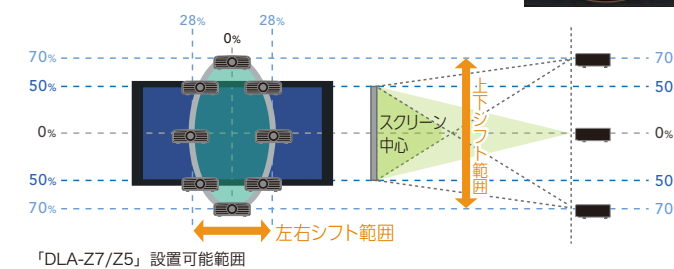 28% 28%
0%
70% 70
50% 50
スクリーン
中心
上下シフト範囲
0% 0%
50% 50
70% 70
左右シフト範囲
「DLA-Z7/Z5」設置可能範囲